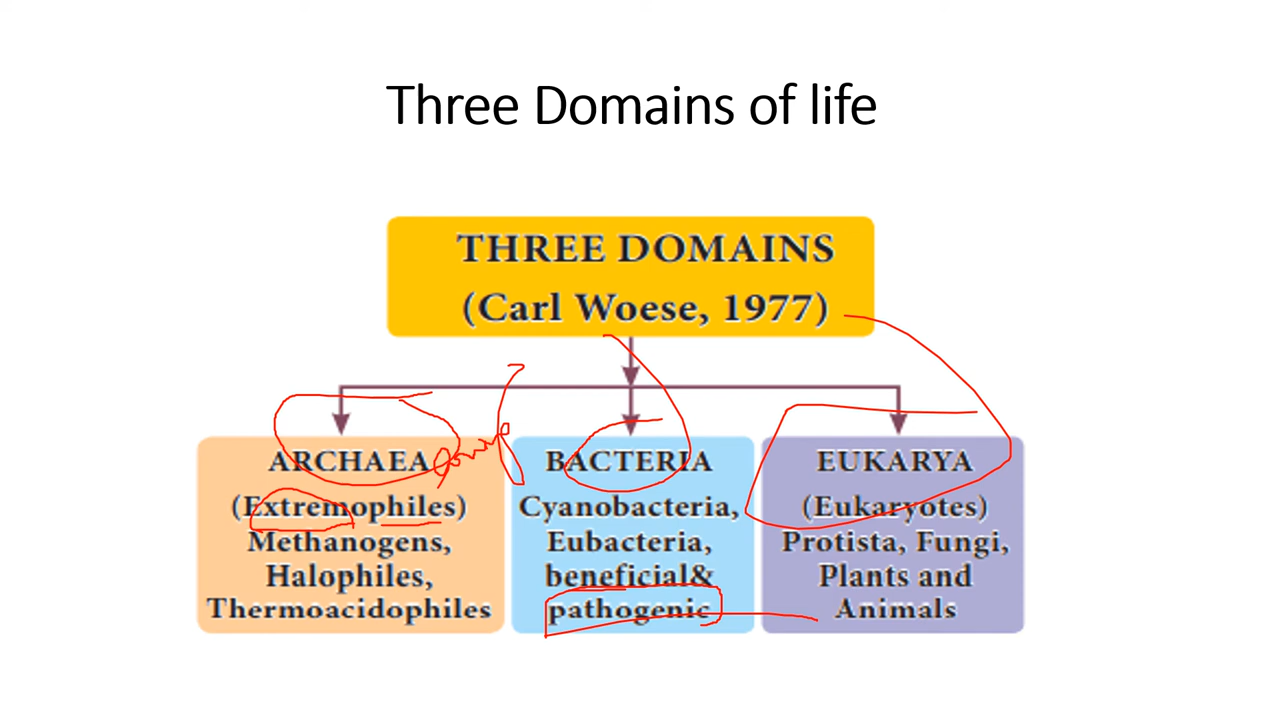 Three Domains of life
THREE DOMAINS
(Carl Woese, 1977)
ARCHAEA
(Extremophiles)
Methanogens,
Halophiles,
Thermoacidophiles
BACTERIA
Cyanobacteria,
Eubacteria,
beneficial&
pathogenic
EUKARYA
(Eukaryotes)
Protista, Fungi,
Plants and
Animals